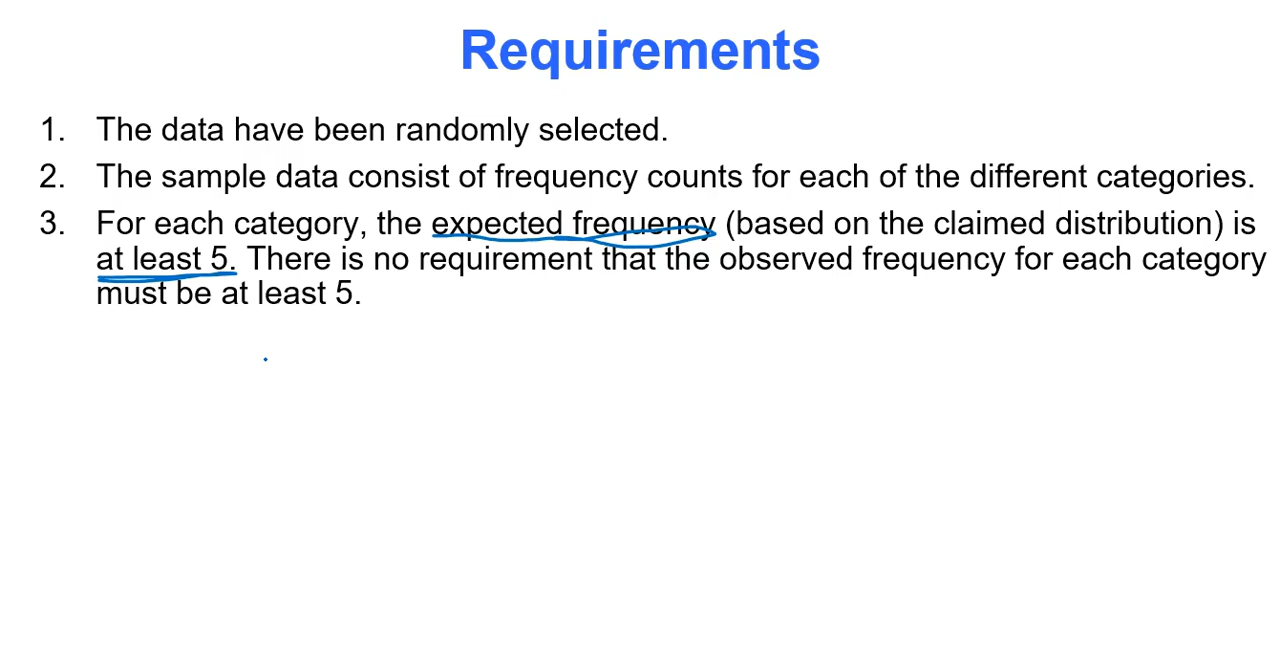 Requirements
1. The data have been randomly selected.
2. The sample data consist of frequency counts for each of the different categories.
3. For each category, the expected frequency (based on the claimed distribution) is
at least 5. There is no requirement that the observed frequency for each category
must be at least 5.